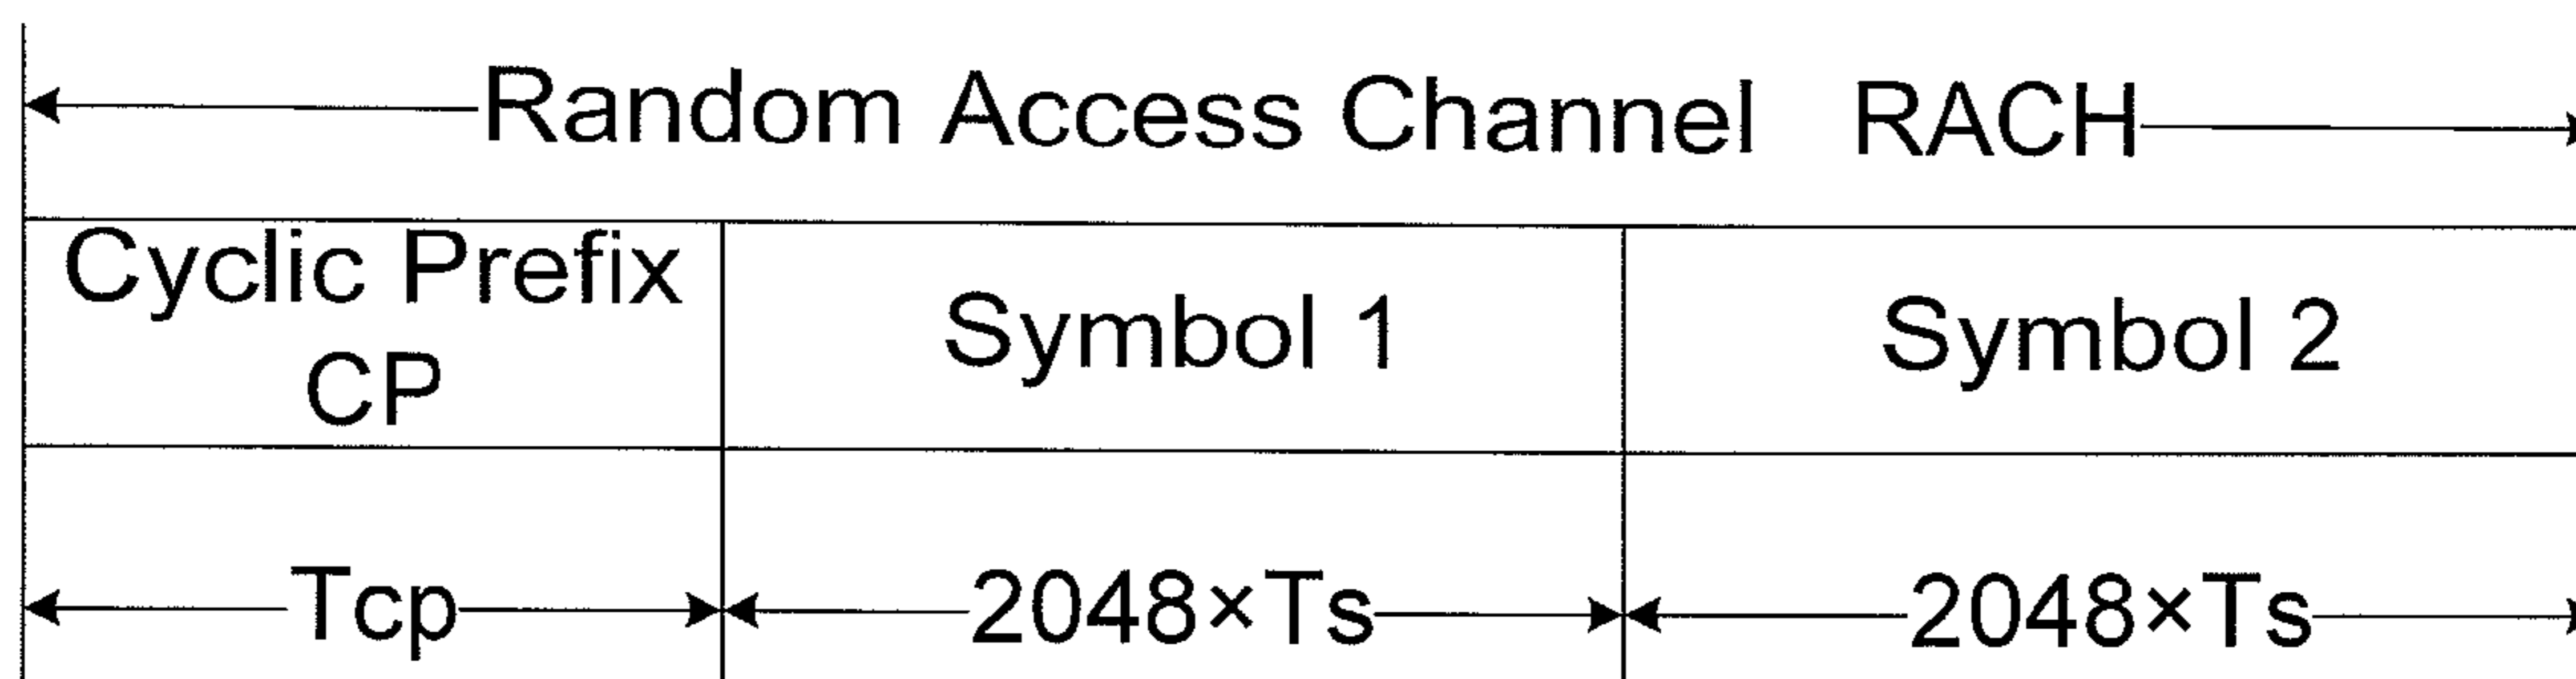 Random Access Channel RACH
Cyclic Prefix
CP
Symbol 1
Symbol 2
Tcp
2048×Ts
2048×Ts